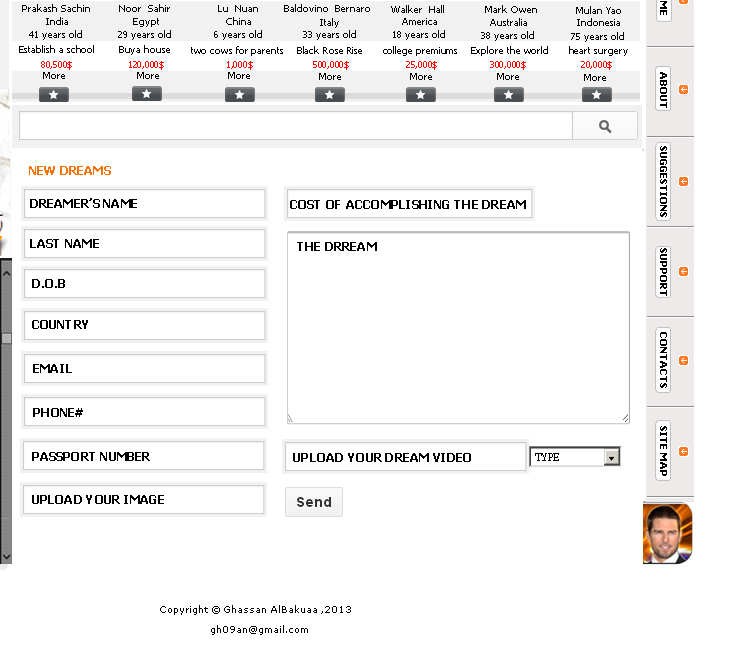 Prakash Sachin
India
41 years old
Establish a school
80,500$
More
Noor Sahir
Egypt
29 years old
Buya house
120,000$
More
Lu Nuan
China
6 years old
two cows for parents
1,000$
More
Baldovino Bernaro
Italy
33 years old
Black Rose Rise
500,000$
More
Walker Hall
America
18 years old
college premiums
25,000$
More
Mark Owen
Australia
38 years old
Explore the world
300,000$
More
Mulan Yao
Indonesia
75 years old
heart surgery
20,000$
More
NEW DREAMS
DREAMER'S NAME
LAST NAME
D.O.B
COUNTRY
EMAIL
PHONE#
PASSPORT NUMBER
UPLOAD YOUR IMAGE
COST OF ACCOMPLISHING THE DREAM
THE DRREAM
UPLOAD YOUR DREAM VIDEO
TYPE
Send
ME
ABOUT
SUGGESTIONS
SUPPORT
CONTACTS
SITE MAP
Copyright © Ghassan AlBakuaa ,2013
gh09an@gmail.com